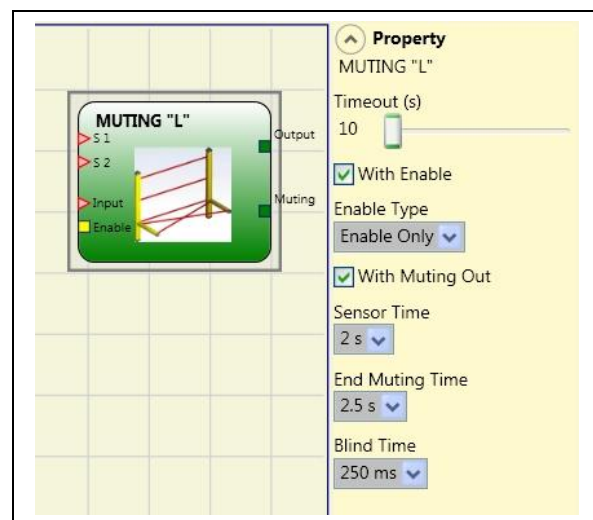 MUTING "L"
S 1
S 2
Input
Enable
Output
Muting
Property
MUTING "L"
Timeout (s)
10
With Enable
Enable Type
Enable Only
With Muting Out
Sensor Time
2 s
End Muting Time
2.5 s
Blind Time
250 ms